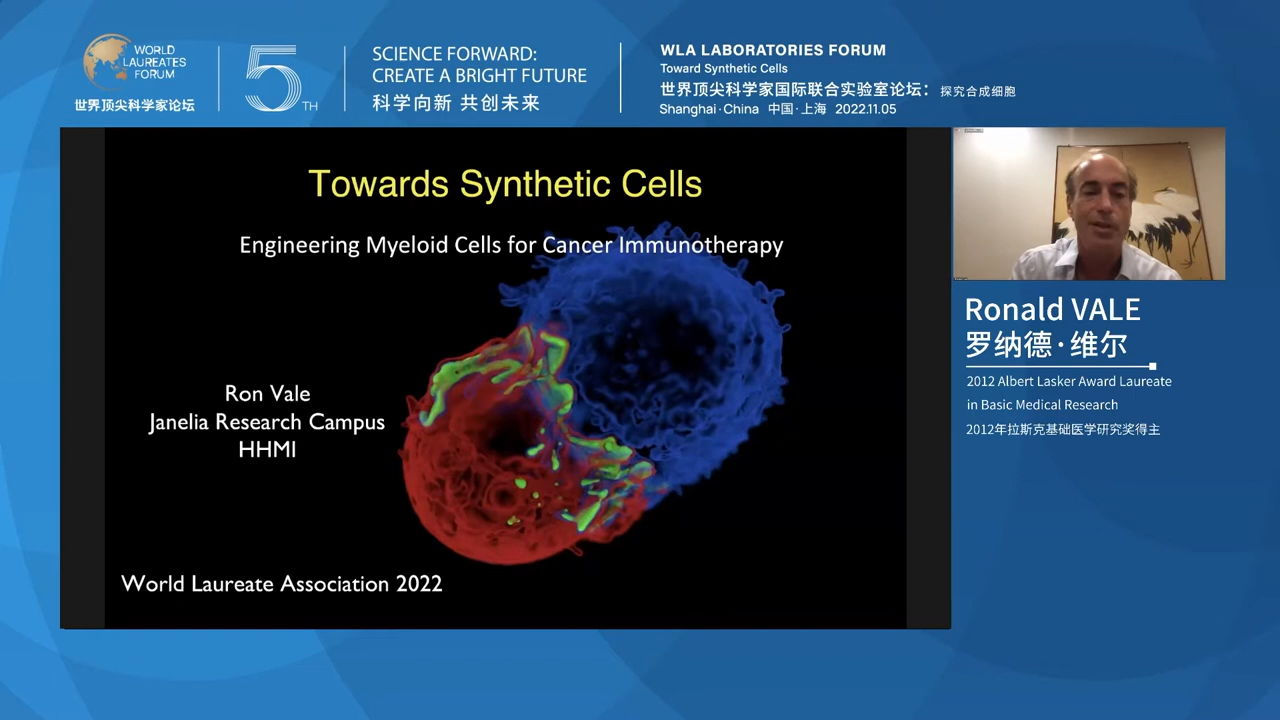 WORLD
LAUREATES
FORUM
世界顶尖科学家论坛
5TH
SCIENCE FORWARD:
CREATE A BRIGHT FUTURE
科学向新 共创未来
WLA LABORATORIES FORUM
Toward Synthetic Cells
世界顶尖科学家国际联合实验室论坛：探究合成细胞
Shanghai·China 中国·上海 2022.11.05
Towards Synthetic Cells
Engineering Myeloid Cells for Cancer Immunotherapy
Ron Vale
Janelia Research Campus
HHMI
World Laureate Association 2022
Ronald VALE
罗纳德·维尔
2012 Albert Lasker Award Laureate
in Basic Medical Research
2012年拉斯克基础医学研究奖得主